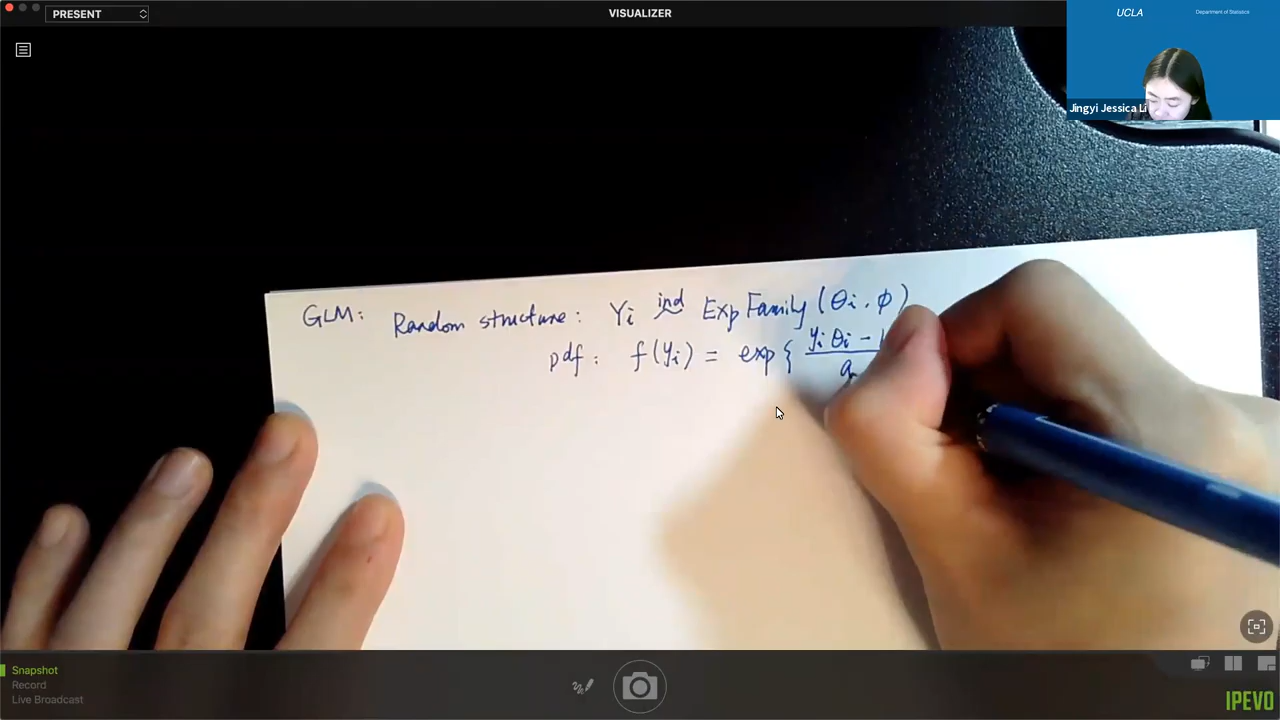 PRESENT
VISUALIZER
UCLA
Department of Statistics
Jingyi Jessica Li
GLM: Random structure: Yi ind ~ Exp Family (θi, φ)
pdf: f(yi) = exp{ yiθi -
Snapshot
Record
Live Broadcast
IPEVO